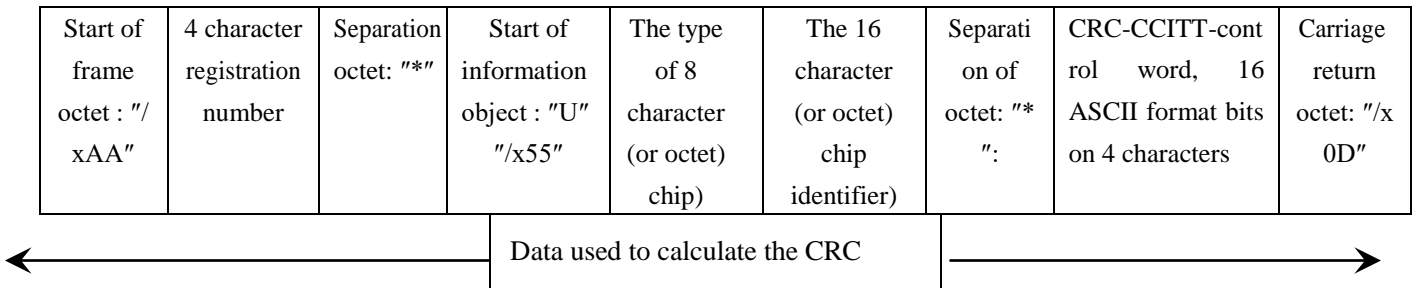 Start of
frame
octet : "/
xAA"
4 character
registration
number
Separation
octet: "*"
Start of
information
object : "U"
"/x55"
The type
of 8
character
(or octet)
chip)
The 16
character
(or octet)
chip
identifier)
Separati
on of
octet: "*
":
CRC-CCITT-cont
rol word, 16
ASCII format bits
on 4 characters
Carriage
return
octet: "/x
0D"
Data used to calculate the CRC